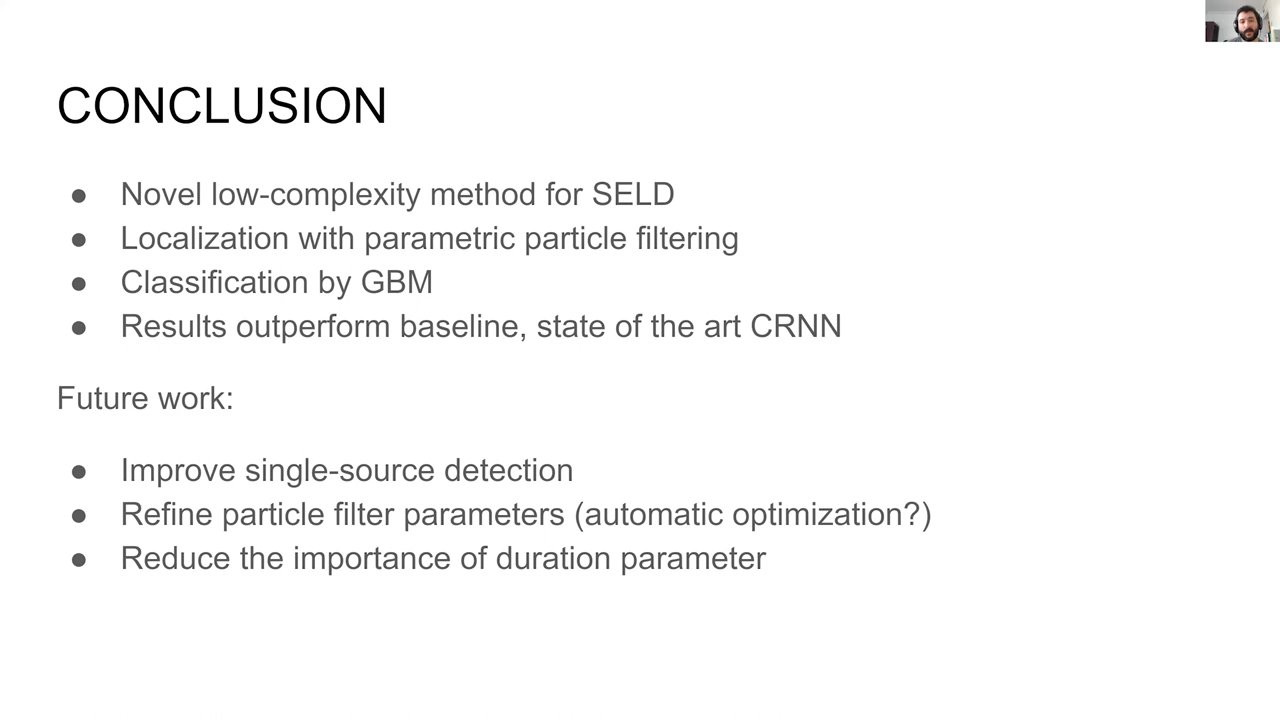 CONCLUSION
● Novel low-complexity method for SELD
● Localization with parametric particle filtering
● Classification by GBM
● Results outperform baseline, state of the art CRNN
Future work:
● Improve single-source detection
● Refine particle filter parameters (automatic optimization?)
● Reduce the importance of duration parameter